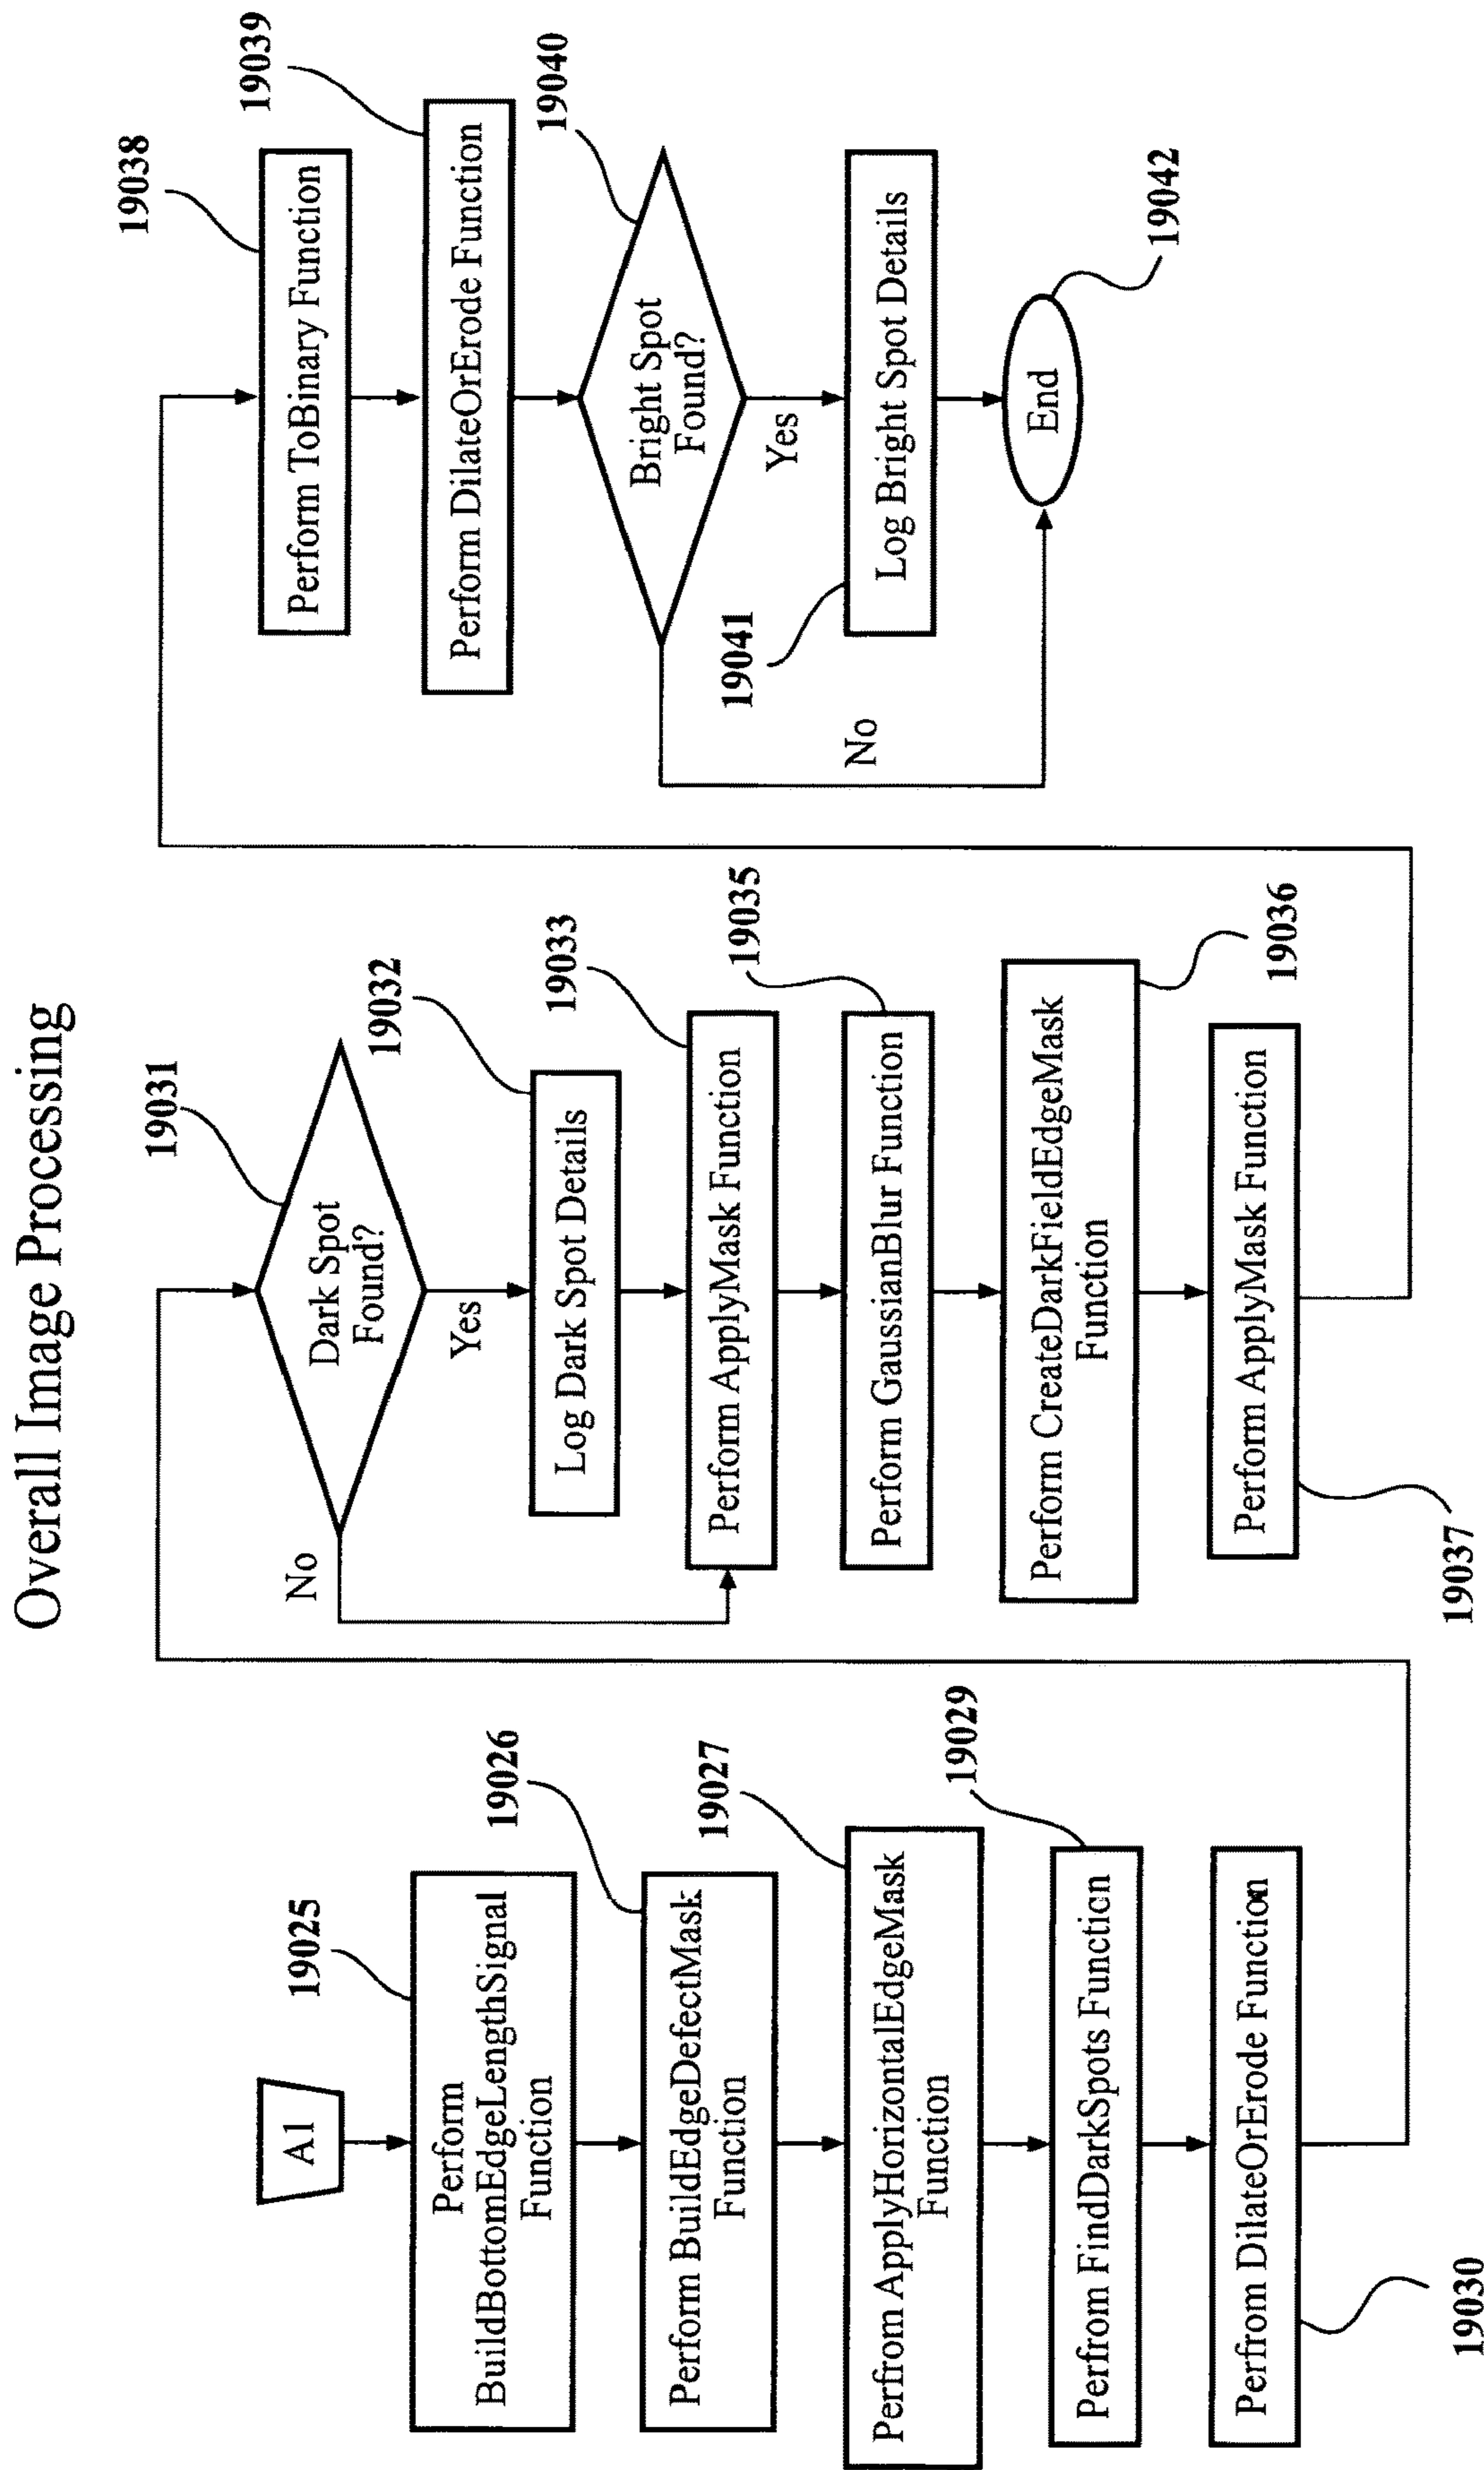 Overall Image Processing
A1
19025
Perform
BuildBottomEdgeLengthSignal
Function
19026
Perform BuildEdgeDefectMask
Function
19027
Perfrom ApplyHorizontalEdgeMask
Function
19029
Perfrom FindDarkSpots Function
Perfrom DilateOrErode Function
19030
19031
Dark Spot
Found?
No
Yes
19032
Log Dark Spot Details
19033
Perform ApplyMask Function
19035
Perform GaussianBlur Function
Perform CreateDarkFieldEdgeMask
Function
19036
Perform ApplyMask Function
19037
19038
Perform ToBinary Function
19039
Perform DilateOrErode Function
19040
Bright Spot
Found?
Yes
No
19041
Log Bright Spot Details
End
19042